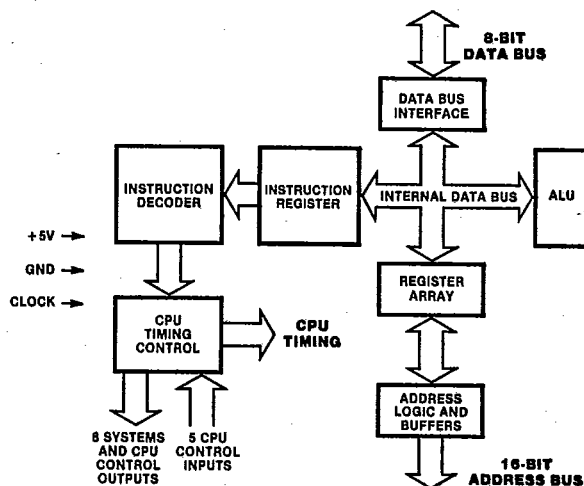 8-BIT
DATA BUS
DATA BUS
INTERFACE
INSTRUCTION
DECODER
INSTRUCTION
REGISTER
INTERNAL DATA BUS
ALU
+5V
GND
CLOCK
REGISTER
ARRAY
CPU
TIMING
CONTROL
CPU
TIMING
ADDRESS
LOGIC AND
BUFFERS
8 SYSTEMS
AND CPU
CONTROL
OUTPUTS
5 CPU
CONTROL
INPUTS
16-BIT
ADDRESS BUS